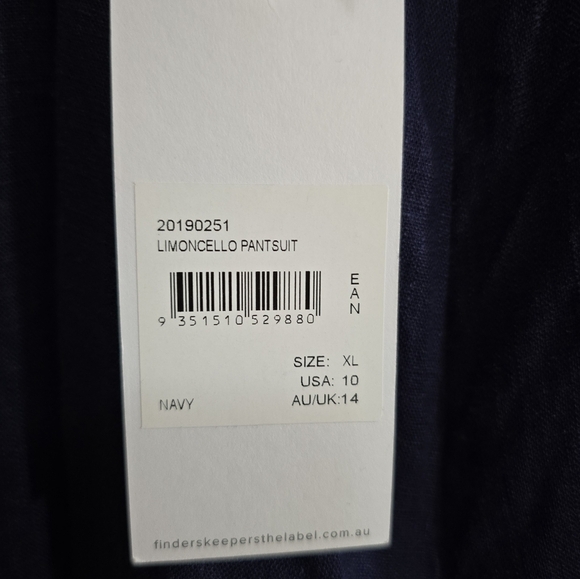 20190251
LIMONCELLO PANTSUIT
EAN
9 351510 529880
SIZE: XL
USA: 10
AU/UK:14
NAVY
finderskeepersthelabel.com.au